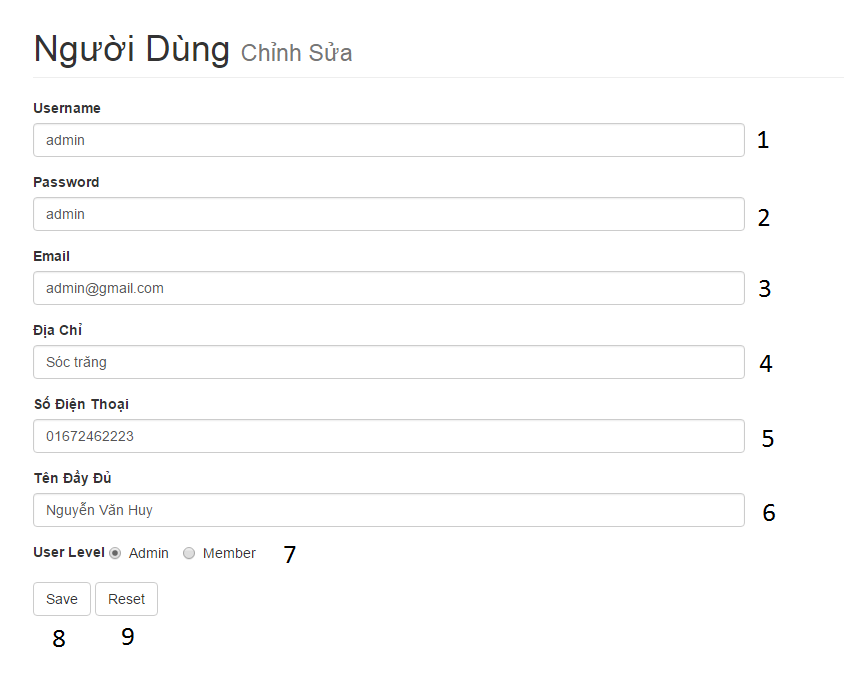 Người Dùng Chỉnh Sửa
Username
admin 1
Password
admin 2
Email
admin@gmail.com 3
Địa Chỉ
Sóc trăng 4
Số Điện Thoại
01672462223 5
Tên Đầy Đủ
Nguyễn Văn Huy 6
User Level Admin Member 7
Save Reset
8 9